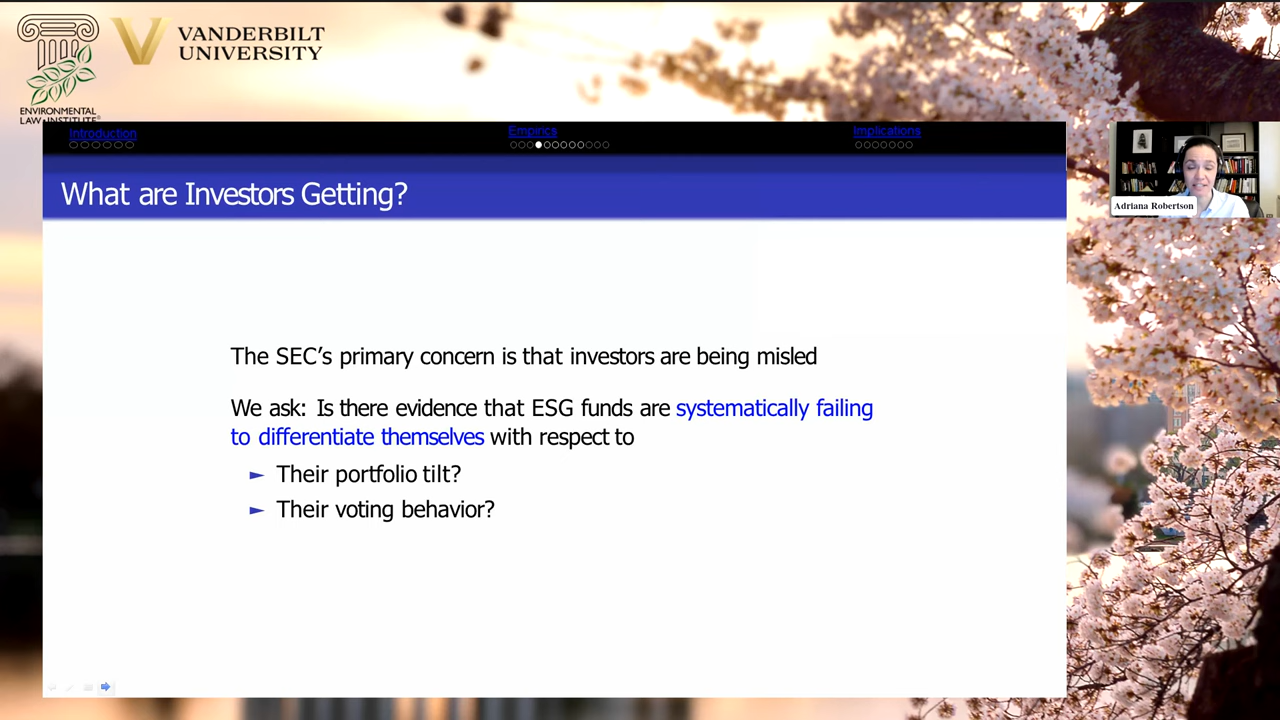 VANDERBILT
UNIVERSITY
ENVIRONMENTAL
LAW•INSTITUTE®
Introduction
Empirics
Implications
What are Investors Getting?
Adriana Robertson
The SEC's primary concern is that investors are being misled
We ask: Is there evidence that ESG funds are systematically failing
to differentiate themselves with respect to
► Their portfolio tilt?
► Their voting behavior?